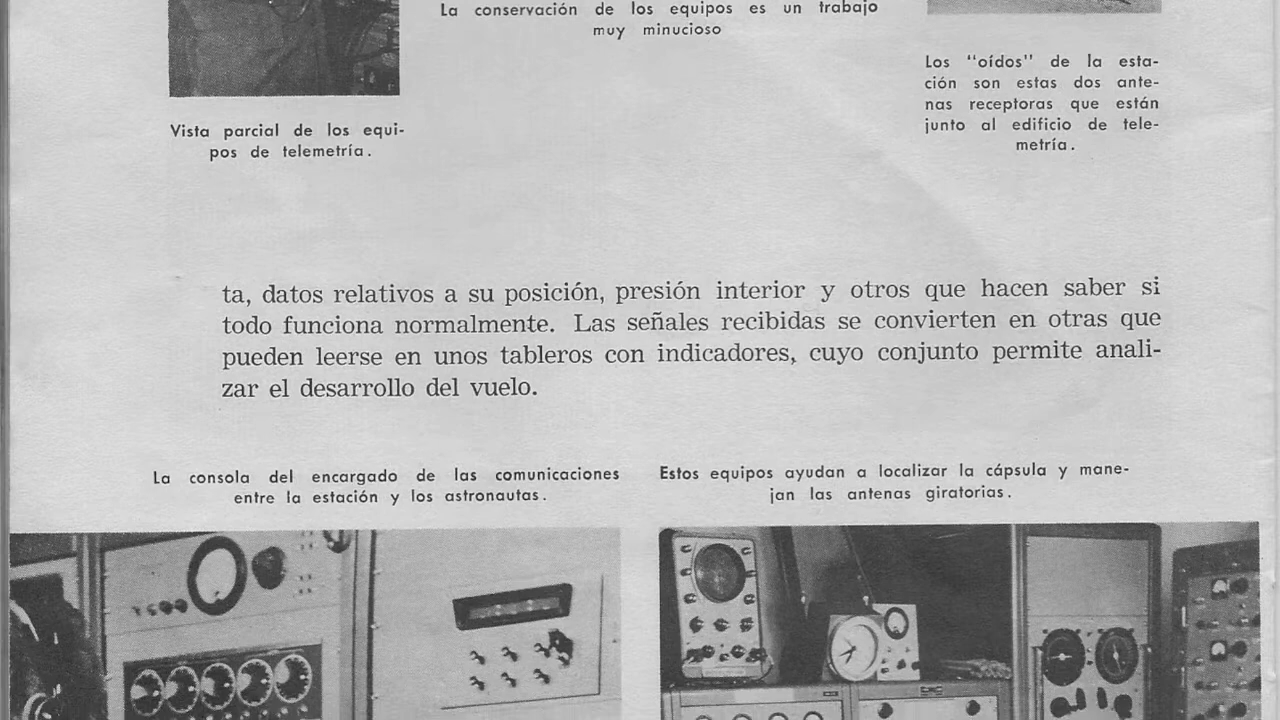 La conservación de los equipos es un trabajo
muy minucioso
Los "oídos" de la esta-
ción son estas dos ante-
nas receptoras que están
junto al edificio de tele-
metría.
Vista parcial de los equi-
pos de telemetría.
ta, datos relativos a su posición, presión interior y otros que hacen saber si
todo funciona normalmente. Las señales recibidas se convierten en otras que
pueden leerse en unos tableros con indicadores, cuyo conjunto permite anali-
zar el desarrollo del vuelo.
La consola del encargado de las comunicaciones
entre la estación y los astronautas.
Estos equipos ayudan a localizar la cápsula y mane-
jan las antenas giratorias.